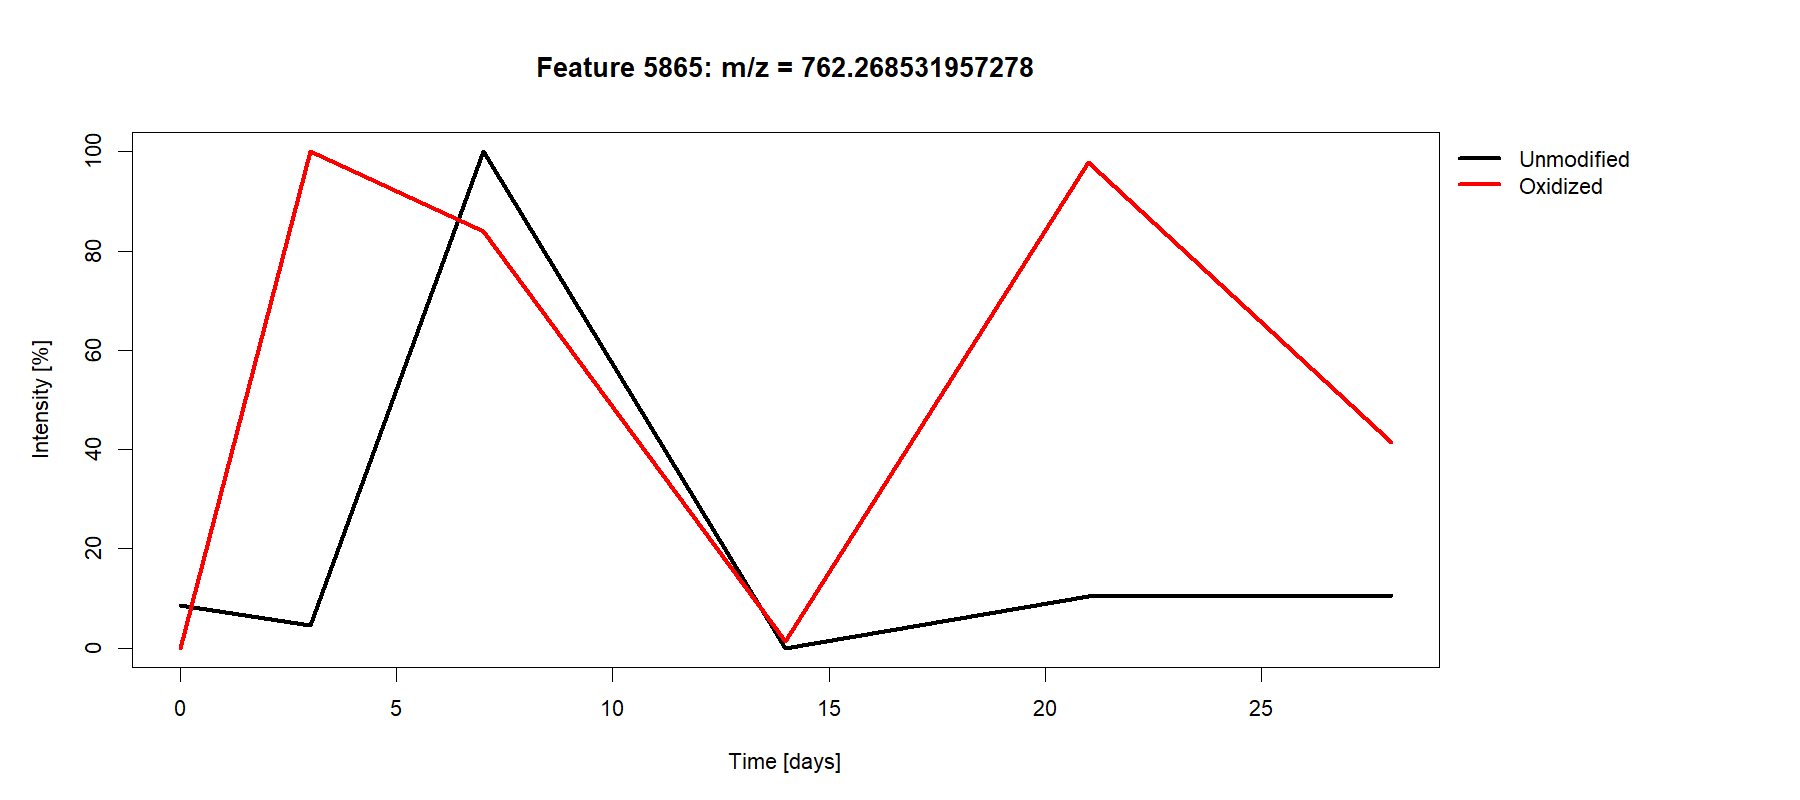 Feature 5865: m/z = 762.268531957278
Unmodified
Oxidized
Intensity [%]
100
80
60
40
20
0
0 5 10 15 20 25
Time [days]